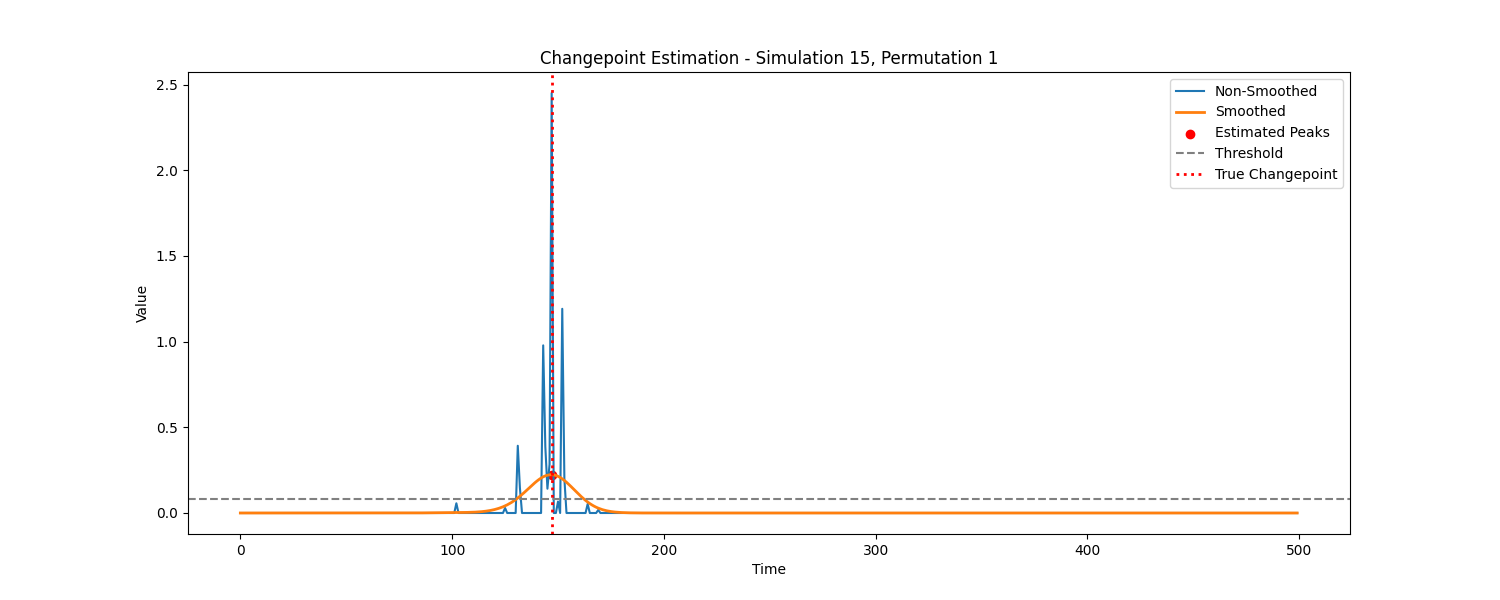 Changepoint Estimation - Simulation 15, Permutation 1
2.5
2.0
1.5
1.0
0.5
0.0
Value
Non-Smoothed
Smoothed
Estimated Peaks
Threshold
True Changepoint
0 100 200 300 400 500
Time